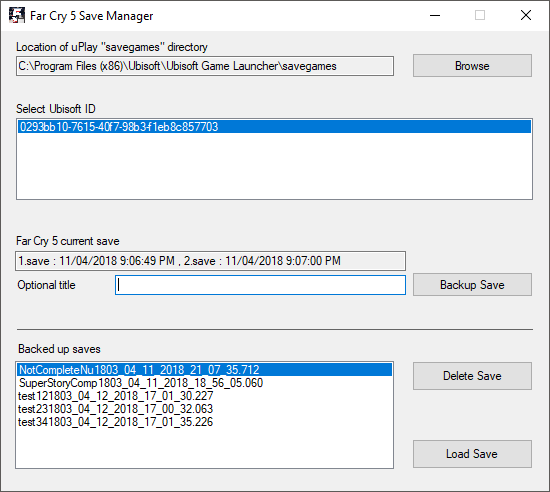 Far Cry 5 Save Manager
Location of uPlay "savegames" directory
C:\Program Files (x86)\Ubisoft\Ubisoft Game Launcher\savegames
Browse
Select Ubisoft ID
0293bb10-7615-40f7-98b3-f1eb8c857703
Far Cry 5 current save
1.save : 11/04/2018 9:06:49 PM , 2.save : 11/04/2018 9:07:00 PM
Optional title
Backup Save
Backed up saves
NotCompleteNu1803_04_11_2018_21_07_35.712
SuperStoryComp1803_04_11_2018_18_56_05.060
test121803_04_12_2018_17_01_30.227
test231803_04_12_2018_17_00_32.063
test341803_04_12_2018_17_01_35.226
Delete Save
Load Save